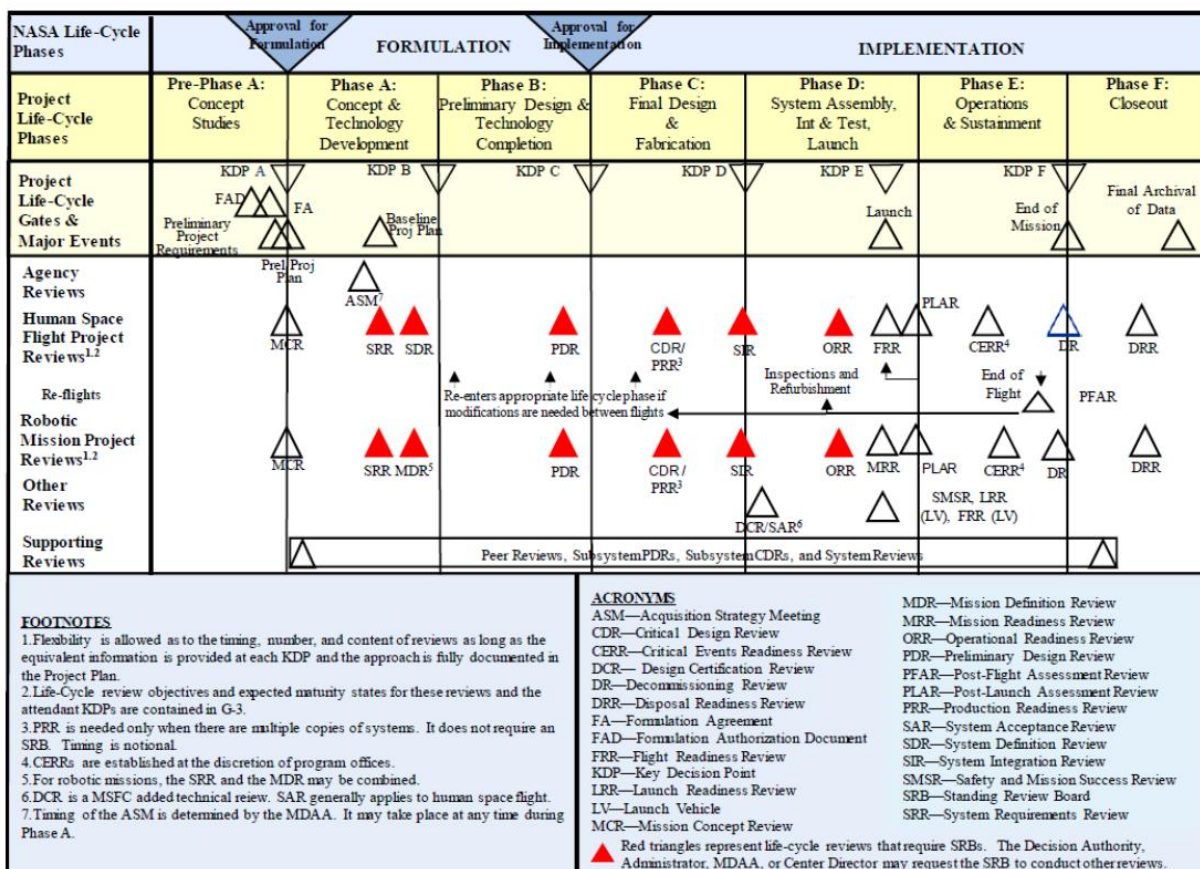 NASA Life-Cycle
Phases
Approval for
Formulation
FORMULATION
Approval for
Implementation
IMPLEMENTATION
Project
Life-Cycle
Phases
Pre-Phase A:
Concept
Studies
Phase A:
Concept &
Technology
Development
Phase B:
Preliminary Design &
Technology
Completion
Phase C:
Final Design
&
Fabrication
Phase D:
System Assembly,
Int & Test,
Launch
Phase E:
Operations
& Sustainment
Phase F:
Closeout
Project
Life-Cycle
Gates &
Major Events
KDP A
KDP B
KDP C
KDP D
KDP E
KDP F
FAD
FA
Preliminary
Project
Requirements
Prel Proj
Plan
Baseline
Proj Plan
Launch
End of
Mission
Final Archival
of Data
Agency
Reviews
ASM7
Human Space
Flight Project
Reviews1.2
MCR
SRR
SDR
PDR
CDR/
PRR3
SIR
ORR
FRR
PLAR
CERR4
DR
DRR
Re-flights
Re-enters appropriate life cycle phase if
modifications are needed between flights
Inspections and
Refurbishment
End of
Flight
PFAR
Robotic
Mission Project
Reviews1.2
MCR
SRR
MDR5
PDR
CDR /
PRR3
SIR
ORR
MRR
PLAR
CERR4
DR
DRR
Other
Reviews
DCR/SAR6
SMSR, LRR
(LV), FRR (LV)
Supporting
Reviews
Peer Reviews, Subsystem PDRs, Subsystem CDRs, and System Reviews
FOOTNOTES
1.Flexibility is allowed as to the timing, number, and content of reviews as long as the
equivalent information is provided at each KDP and the approach is fully documented in
the Project Plan.
2.Life-Cycle review objectives and expected maturity states for these reviews and the
attendant KDPs are contained in G-3.
3.PRR is needed only when there are multiple copies of systems. It does not require an
SRB. Timing is notional.
4.CERRs are established at the discretion of program offices.
5.For robotic missions, the SRR and the MDR may be combined.
6.DCR is a MSFC added technical reiew. SAR generally applies to human space flight.
7.Timing of the ASM is determined by the MDAA. It may take place at any time during
Phase A.
ACRONYMS
ASM—Acquisition Strategy Meeting
CDR—Critical Design Review
CERR—Critical Events Readiness Review
DCR— Design Certification Review
DR—Decommissioning Review
DRR—Disposal Readiness Review
FA—Formulation Agreement
FAD—Formulation Authorization Document
FRR—Flight Readiness Review
KDP—Key Decision Point
LRR—Launch Readiness Review
LV—Launch Vehicle
MCR—Mission Concept Review
MDR—Mission Definition Review
MRR—Mission Readiness Review
ORR—Operational Readiness Review
PDR—Preliminary Design Review
PFAR—Post-Flight Assessment Review
PLAR—Post-Launch Assessment Review
PRR—Production Readiness Review
SAR—System Acceptance Review
SDR—System Definition Review
SIR—System Integration Review
SMSR—Safety and Mission Success Review
SRB—Standing Review Board
SRR—System Requirements Review
Red triangles represent life-cycle reviews that require SRBs. The Decision Authority,
Administrator, MDAA, or Center Director may request the SRB to conduct other reviews.